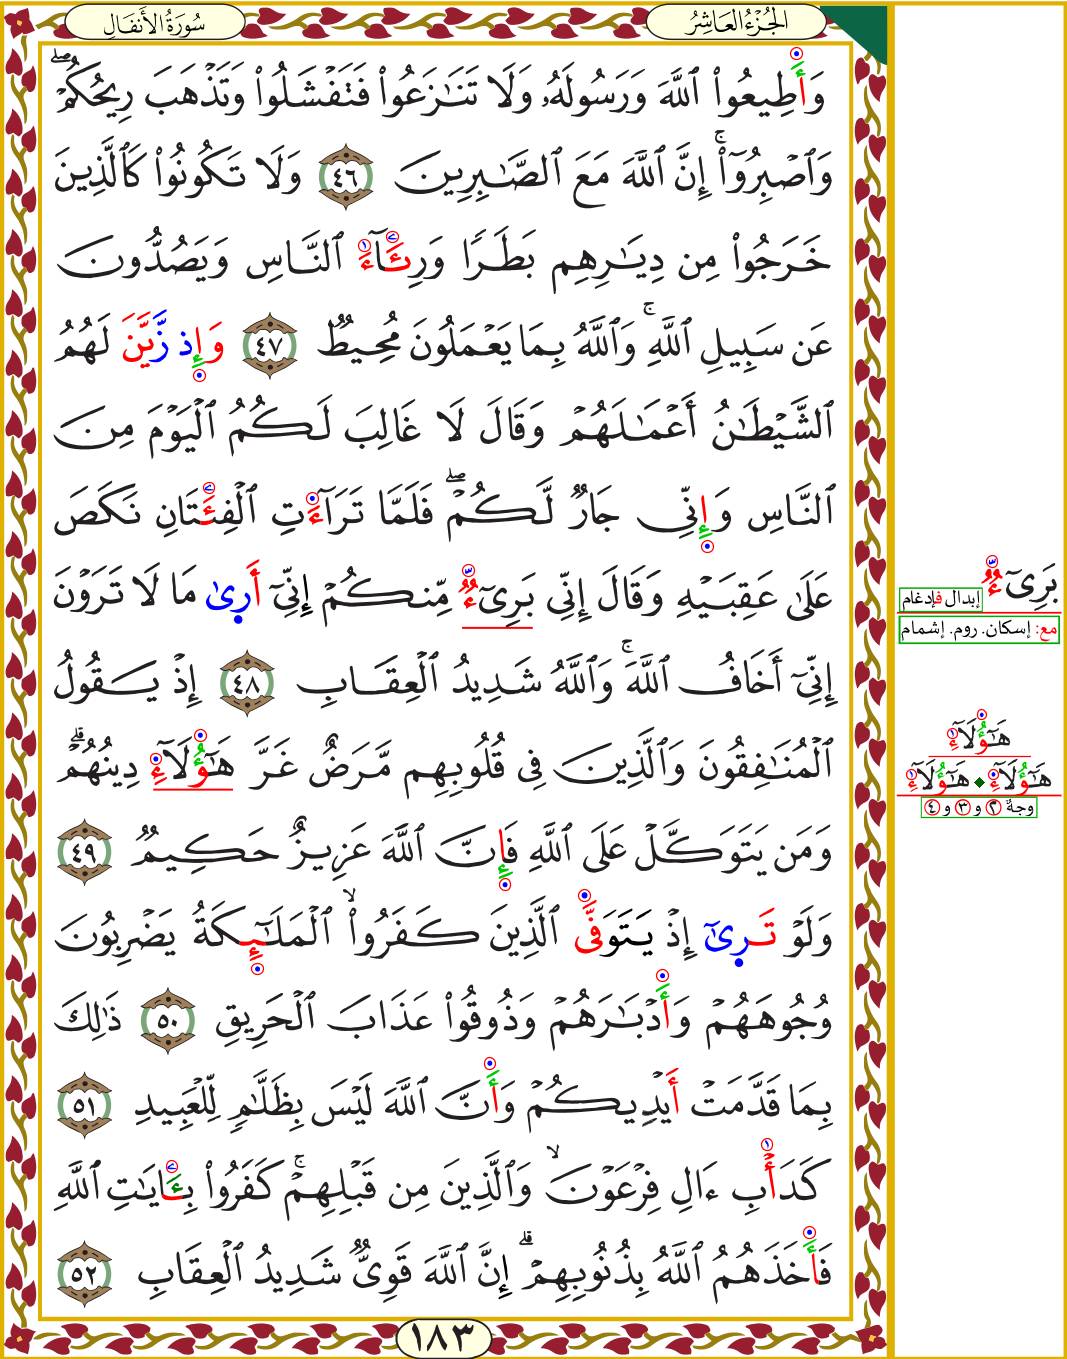 سُورَةُ الأَنفَالِ
الجُزْءُ العَاشِرُ
وَأَطِيعُواْ ٱللَّهَ وَرَسُولَهُۥ وَلَا تَنَٰزَعُواْ فَتَفۡشَلُواْ وَتَذۡهَبَ رِيحُكُمۡۖ
وَٱصۡبِرُوٓاْۚ إِنَّ ٱللَّهَ مَعَ ٱلصَّٰبِرِينَ ٤٦ وَلَا تَكُونُواْ كَٱلَّذِينَ
خَرَجُواْ مِن دِيَٰرِهِم بَطَرٗا وَرِئَآءَ ٱلنَّاسِ وَيَصُدُّونَ
عَن سَبِيلِ ٱللَّهِۚ وَٱللَّهُ بِمَا يَعۡمَلُونَ مُحِيطٞ ٤٧ وَإِذ زَّيَّنَ لَهُمُ
ٱلشَّيۡطَٰنُ أَعۡمَٰلَهُمۡ وَقَالَ لَا غَالِبَ لَكُمُ ٱلۡيَوۡمَ مِنَ
ٱلنَّاسِ وَإِنِّي جَارٞ لَّكُمۡۖ فَلَمَّا تَرَآءَتِ ٱلۡفِئَتَانِ نَكَصَ
عَلَىٰ عَقِبَيۡهِ وَقَالَ إِنِّي بَرِيٓءٞ مِّنكُمۡ إِنِّيٓ أَرِىٰ مَا لَا تَرَوۡنَ
إِنِّيٓ أَخَافُ ٱللَّهَۚ وَٱللَّهُ شَدِيدُ ٱلۡعِقَابِ ٤٨ إِذۡ يَقُولُ
ٱلۡمُنَٰفِقُونَ وَٱلَّذِينَ فِي قُلُوبِهِم مَّرَضٌ غَرَّ هَٰٓؤُلَآءِ دِينُهُمۡۗ
وَمَن يَتَوَكَّلۡ عَلَى ٱللَّهِ فَإِنَّ ٱللَّهَ عَزِيزٌ حَكِيمٞ ٤٩
وَلَوۡ تَرِىٰٓ إِذۡ يَتَوَفَّى ٱلَّذِينَ كَفَرُواْ ۙ ٱلۡمَلَٰٓئِكَةُ يَضۡرِبُونَ
وُجُوهَهُمۡ وَأَدۡبَٰرَهُمۡ وَذُوقُواْ عَذَابَ ٱلۡحَرِيقِ ٥٠ ذَٰلِكَ
بِمَا قَدَّمَتۡ أَيۡدِيكُمۡ وَأَنَّ ٱللَّهَ لَيۡسَ بِظَلَّٰمٖ لِّلۡعَبِيدِ ٥١
كَدَأۡبِ ءَالِ فِرۡعَوۡنَ ۙ وَٱلَّذِينَ مِن قَبۡلِهِمۡۚ كَفَرُواْ بِـَٔايَٰتِ ٱللَّهِ
فَأَخَذَهُمُ ٱللَّهُ بِذُنُوبِهِمۡۗ إِنَّ ٱللَّهَ قَوِيّٞ شَدِيدُ ٱلۡعِقَابِ ٥٢
١٨٣
بَرِيٓءٞ ٣
إبدال فإدغام
مع: إسكان. روم. إشمام
هَٰٓؤُلَآءِ ١
هَٰٓؤُلَآءِ ◆ هَٰٓؤُلَآءِ ١
وجهٌ ٢ و ٣ و ٤